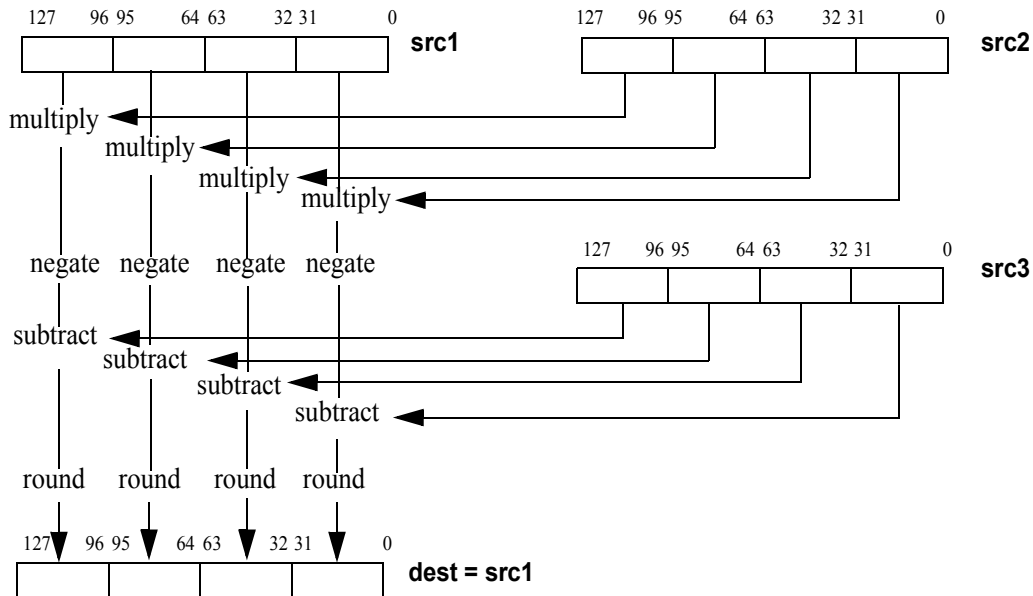 127 96 95 64 63 32 31 0
src1
127 96 95 64 63 32 31 0
src2
multiply
multiply
multiply
multiply
127 96 95 64 63 32 31 0
src3
negate negate negate negate
subtract
subtract
subtract
subtract
round round round round
127 96 95 64 63 32 31 0
dest = src1